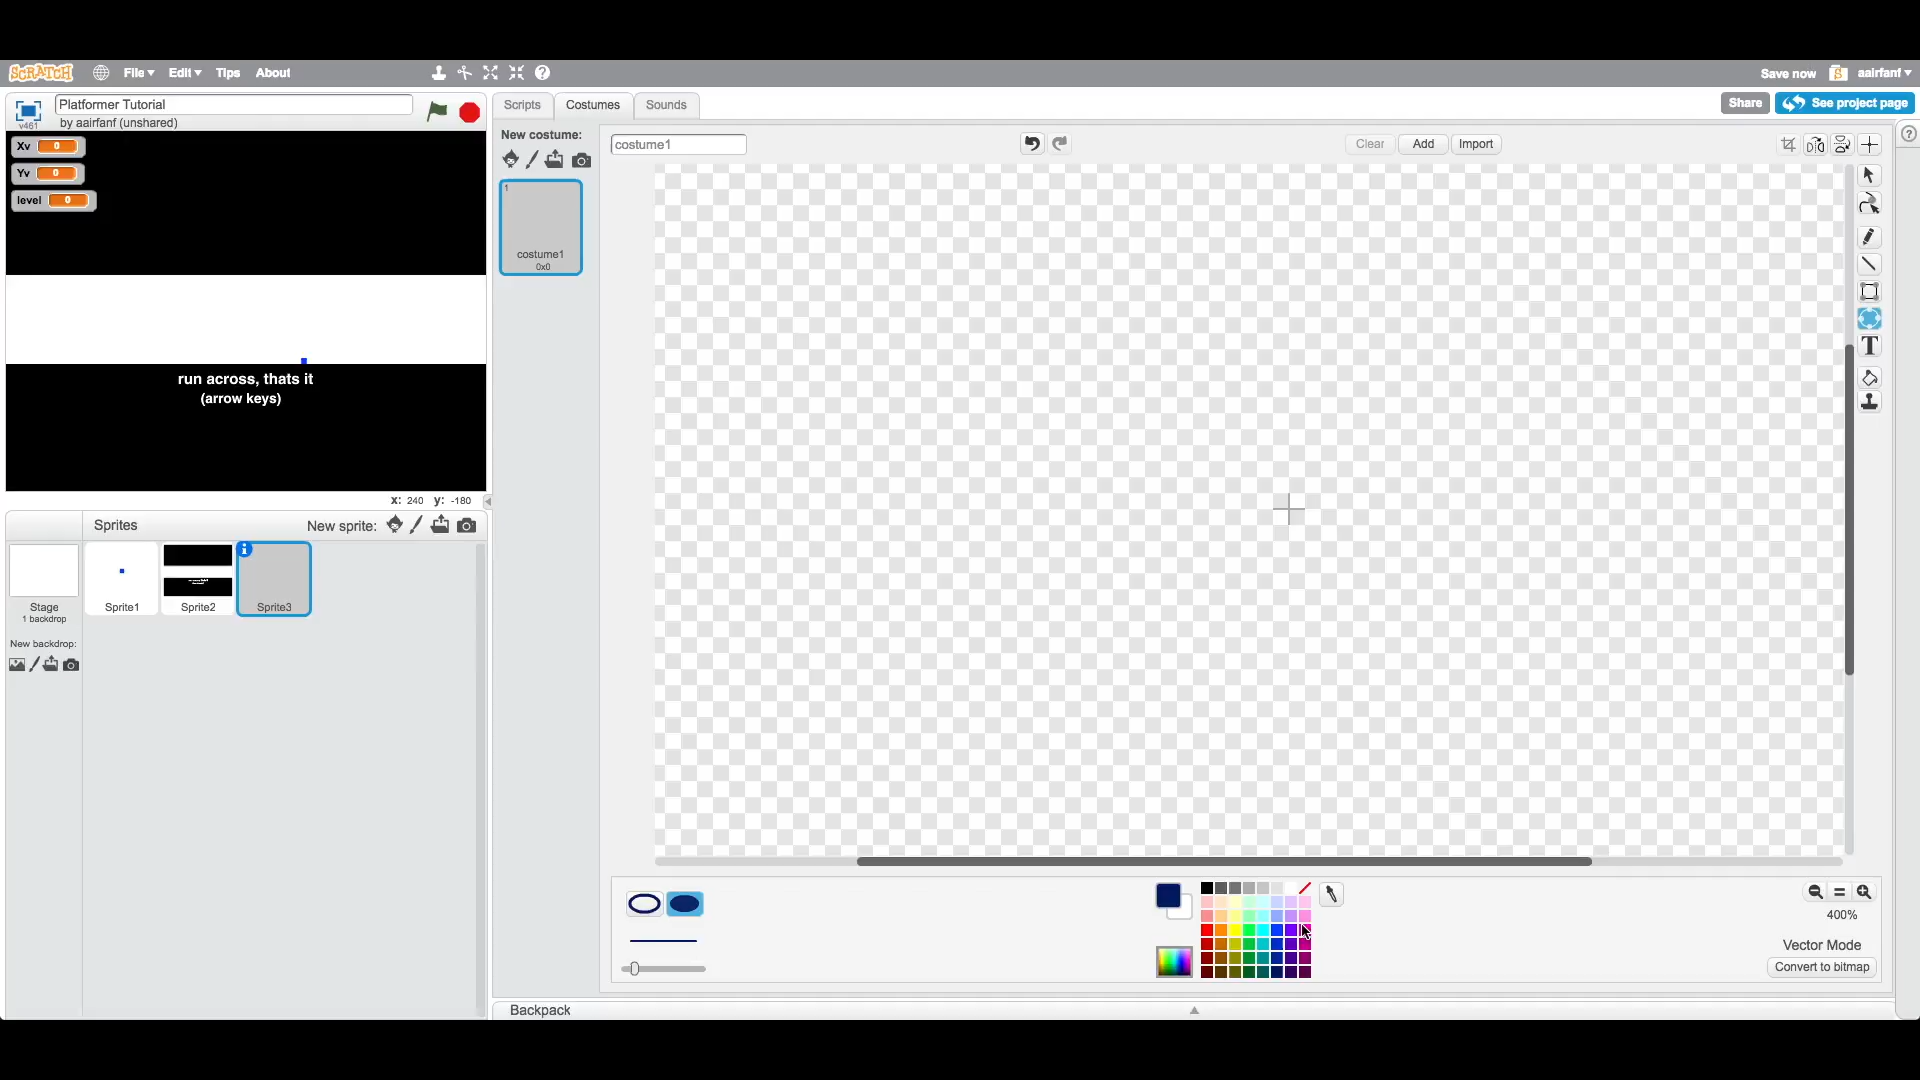 SCRATCH
File
Edit
Tips
About
Save now
aairfanf
Platformer Tutorial
by aairfanf (unshared)
v461
Scripts
Costumes
Sounds
Share
See project page
Xv 0
Yv 0
level 0
run across, thats it
(arrow keys)
x: 240 y: -180
New costume:
costume1
Clear
Add
Import
1
costume1
0x0
T
Sprites
New sprite:
Stage
1 backdrop
New backdrop:
Sprite1
Sprite2
Sprite3
400%
Vector Mode
Convert to bitmap
Backpack